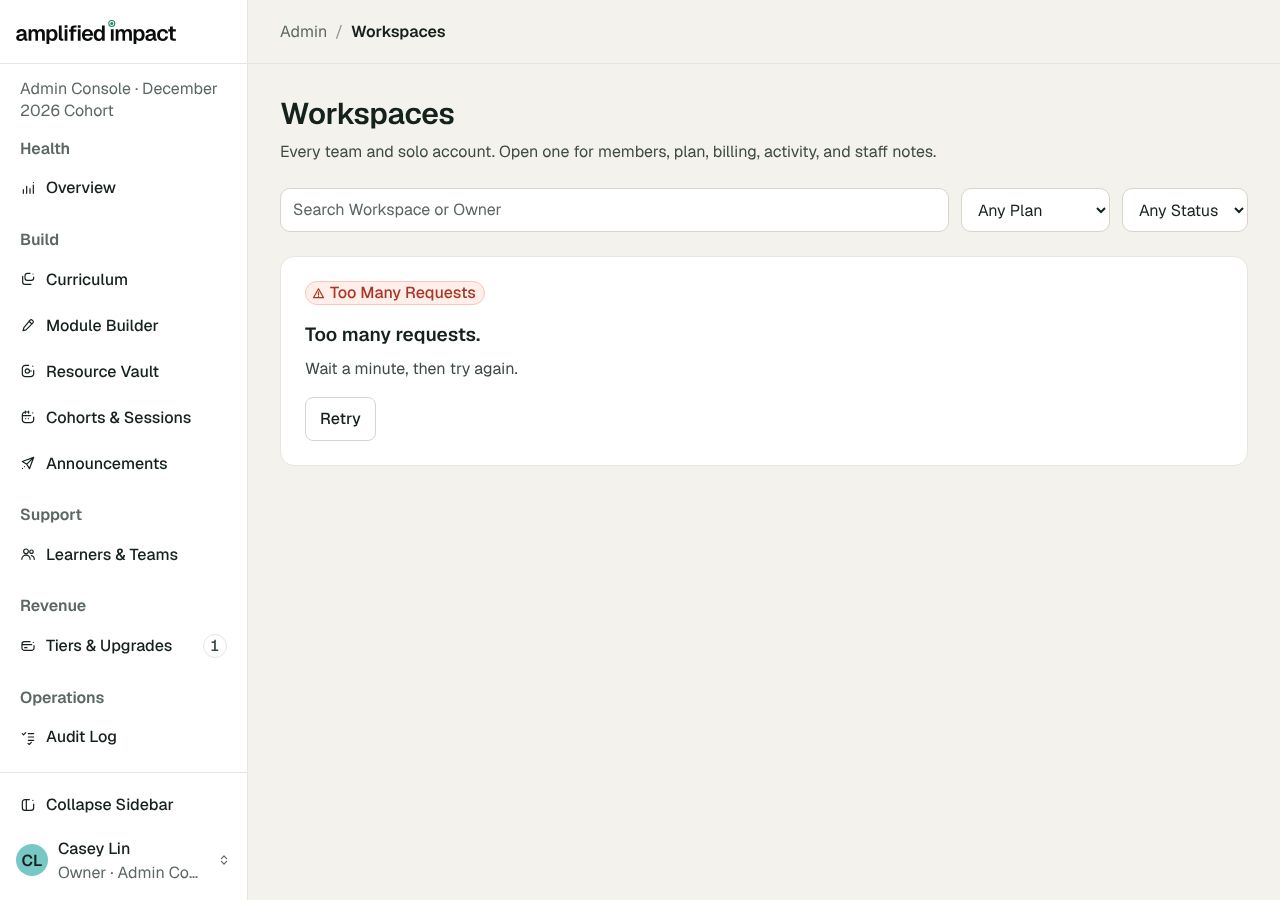 amplified impact
Admin / Workspaces
Admin Console · December
2026 Cohort
Health
Overview
Build
Curriculum
Module Builder
Resource Vault
Cohorts & Sessions
Announcements
Support
Learners & Teams
Revenue
Tiers & Upgrades 1
Operations
Audit Log
Collapse Sidebar
CL
Casey Lin
Owner · Admin Co...
Workspaces
Every team and solo account. Open one for members, plan, billing, activity, and staff notes.
Search Workspace or Owner
Any Plan
Any Status
Too Many Requests
Too many requests.
Wait a minute, then try again.
Retry